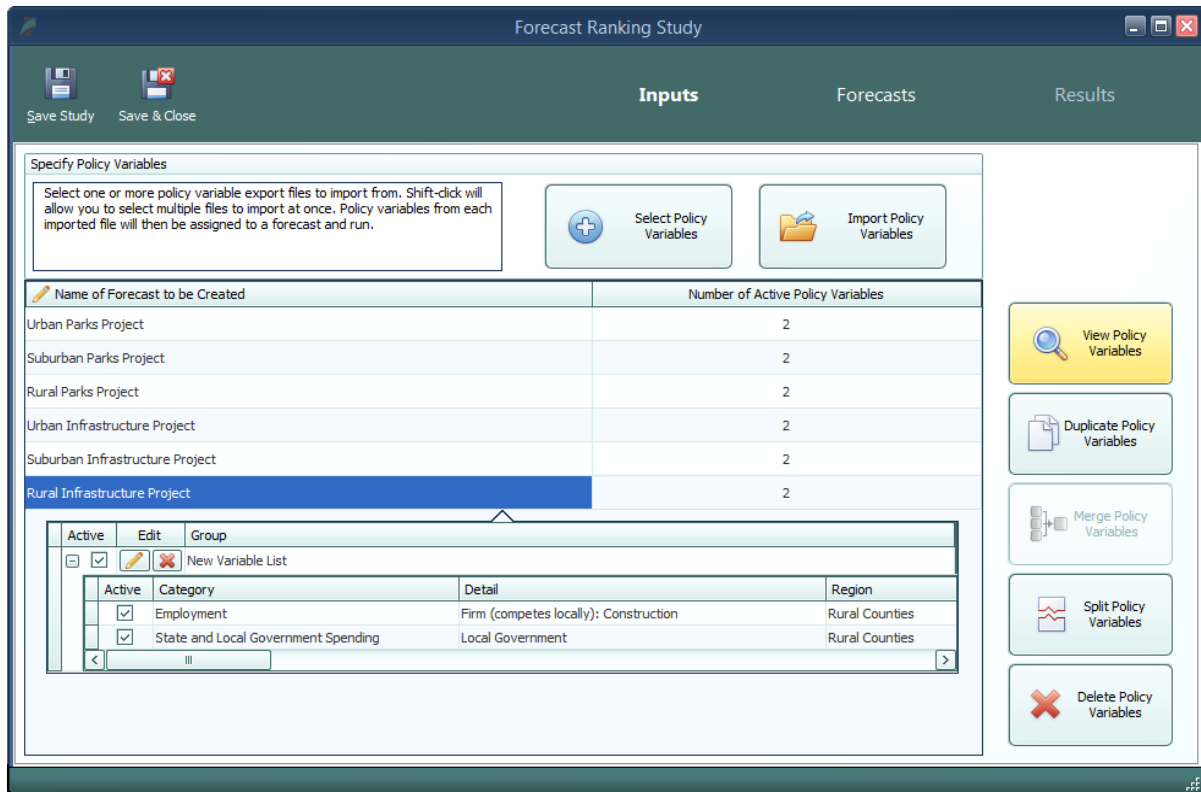 Forecast Ranking Study
Save Study
Save & Close
Inputs
Forecasts
Results
Specify Policy Variables
Select one or more policy variable export files to import from. Shift-click will
allow you to select multiple files to import at once. Policy variables from each
imported file will then be assigned to a forecast and run.
Select Policy
Variables
Import Policy
Variables
Name of Forecast to be Created
Number of Active Policy Variables
Urban Parks Project
2
Suburban Parks Project
2
Rural Parks Project
2
Urban Infrastructure Project
2
Suburban Infrastructure Project
2
Rural Infrastructure Project
2
Active
Edit
Group
New Variable List
Active
Category
Detail
Region
Employment
Firm (competes locally): Construction
Rural Counties
State and Local Government Spending
Local Government
Rural Counties
View Policy
Variables
Duplicate Policy
Variables
Merge Policy
Variables
Split Policy
Variables
Delete Policy
Variables